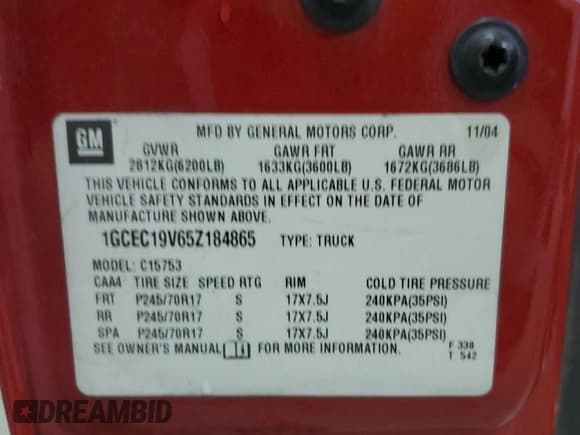 GM
MFD BY GENERAL MOTORS CORP. 11/04
GVWR GAWR FRT GAWR RR
2812KG(6200LB) 1633KG(3600LB) 1672KG(3686LB)
THIS VEHICLE CONFORMS TO ALL APPLICABLE U.S. FEDERAL MOTOR
VEHICLE SAFETY STANDARDS IN EFFECT ON THE DATE OF
MANUFACTURE SHOWN ABOVE.
1GCEC19V65Z184865 TYPE: TRUCK
MODEL: C15753
CAA4 TIRE SIZE SPEED RTG RIM COLD TIRE PRESSURE
FRT P245/70R17 S 17X7.5J 240KPA(35PSI)
RR P245/70R17 S 17X7.5J 240KPA(35PSI)
SPA P245/70R17 S 17X7.5J 240KPA(35PSI)
SEE OWNER'S MANUAL FOR MORE INFORMATION. F 338
T 542
DREAMBID